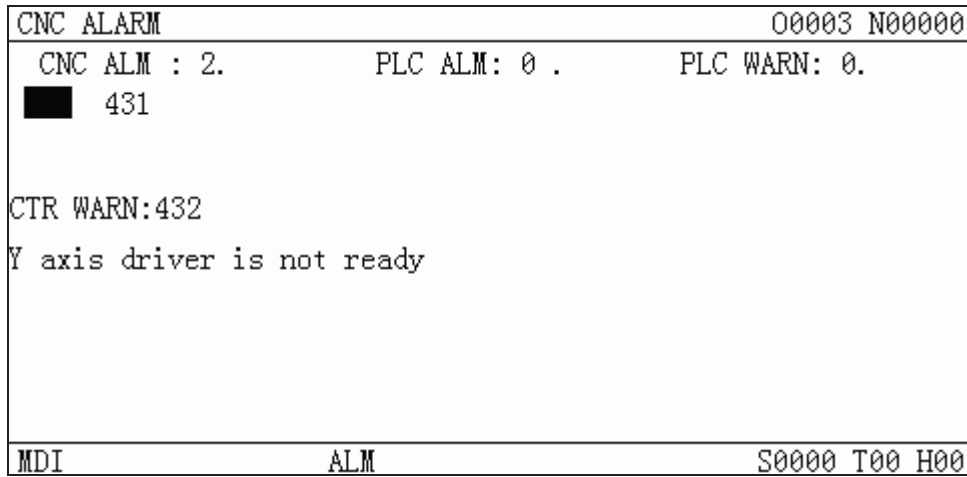 CNC ALARM O0003 N00000
CNC ALM : 2. PLC ALM: 0 . PLC WARN: 0.
431
CTR WARN:432
Y axis driver is not ready
MDI ALM S0000 T00 H00